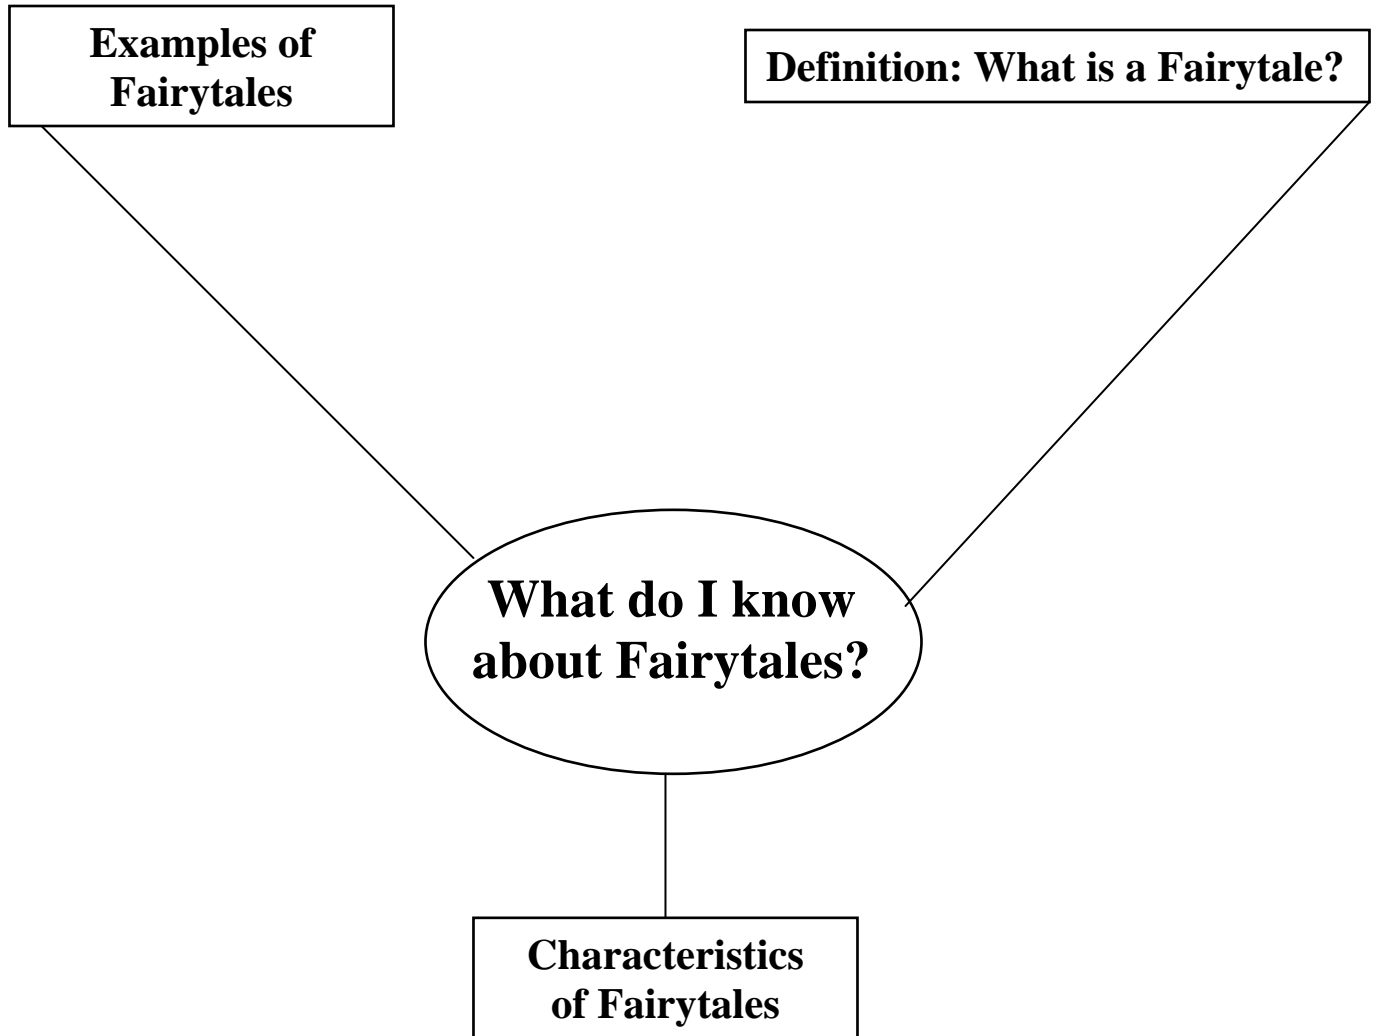 Examples of
Fairytales
Definition: What is a Fairytale?
What do I know
about Fairytales?
Characteristics
of Fairytales